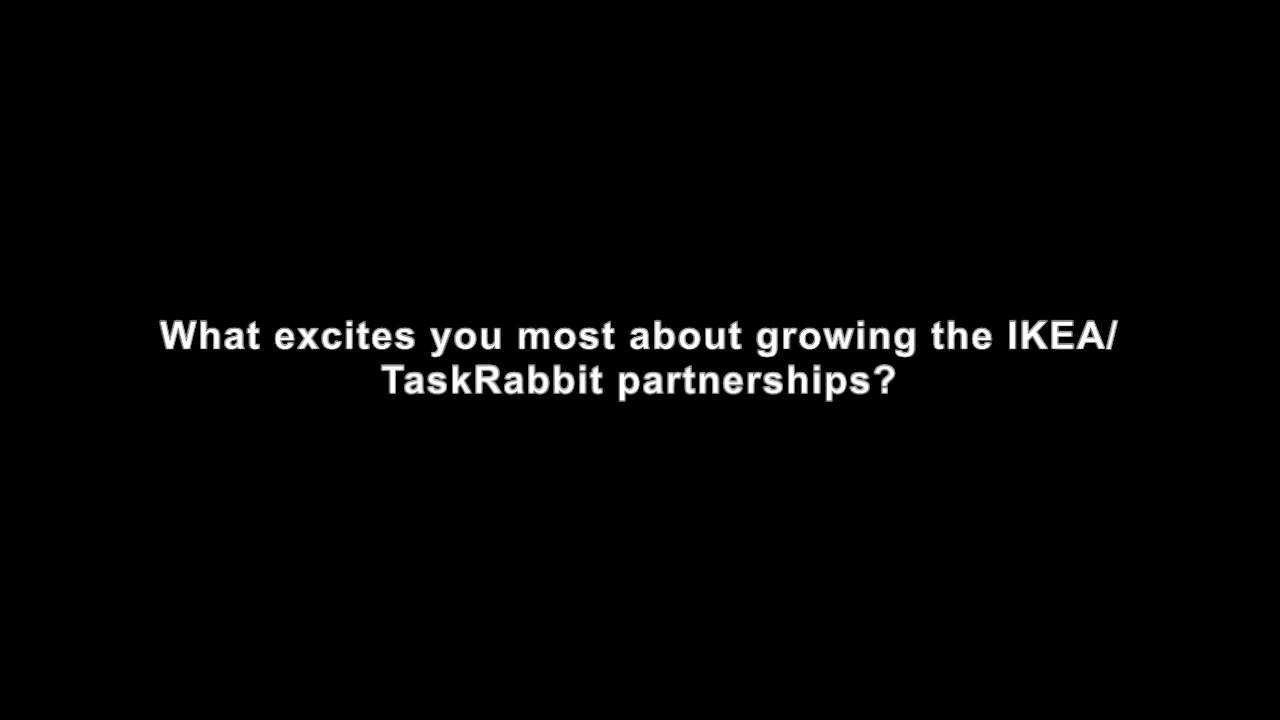 What excites you most about growing the IKEA/
TaskRabbit partnerships?